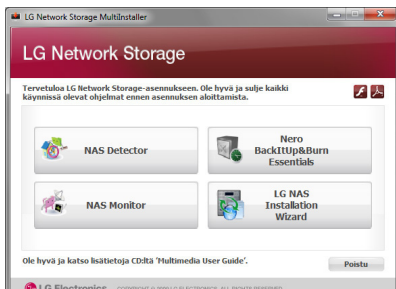 LG Network Storage MultiInstaller
LG Network Storage
Tervetuloa LG Network Storage-asennukseen. Ole hyvä ja sulje kaikki
käynnissä olevat ohjelmat ennen asennuksen aloittamista.
NAS Detector
Nero
BackItUp&Burn
Essentials
NAS Monitor
LG NAS
Installation
Wizard
Ole hyvä ja katso lisätietoja CD:ltä 'Multimedia User Guide'.
Poistu
LG Electronics